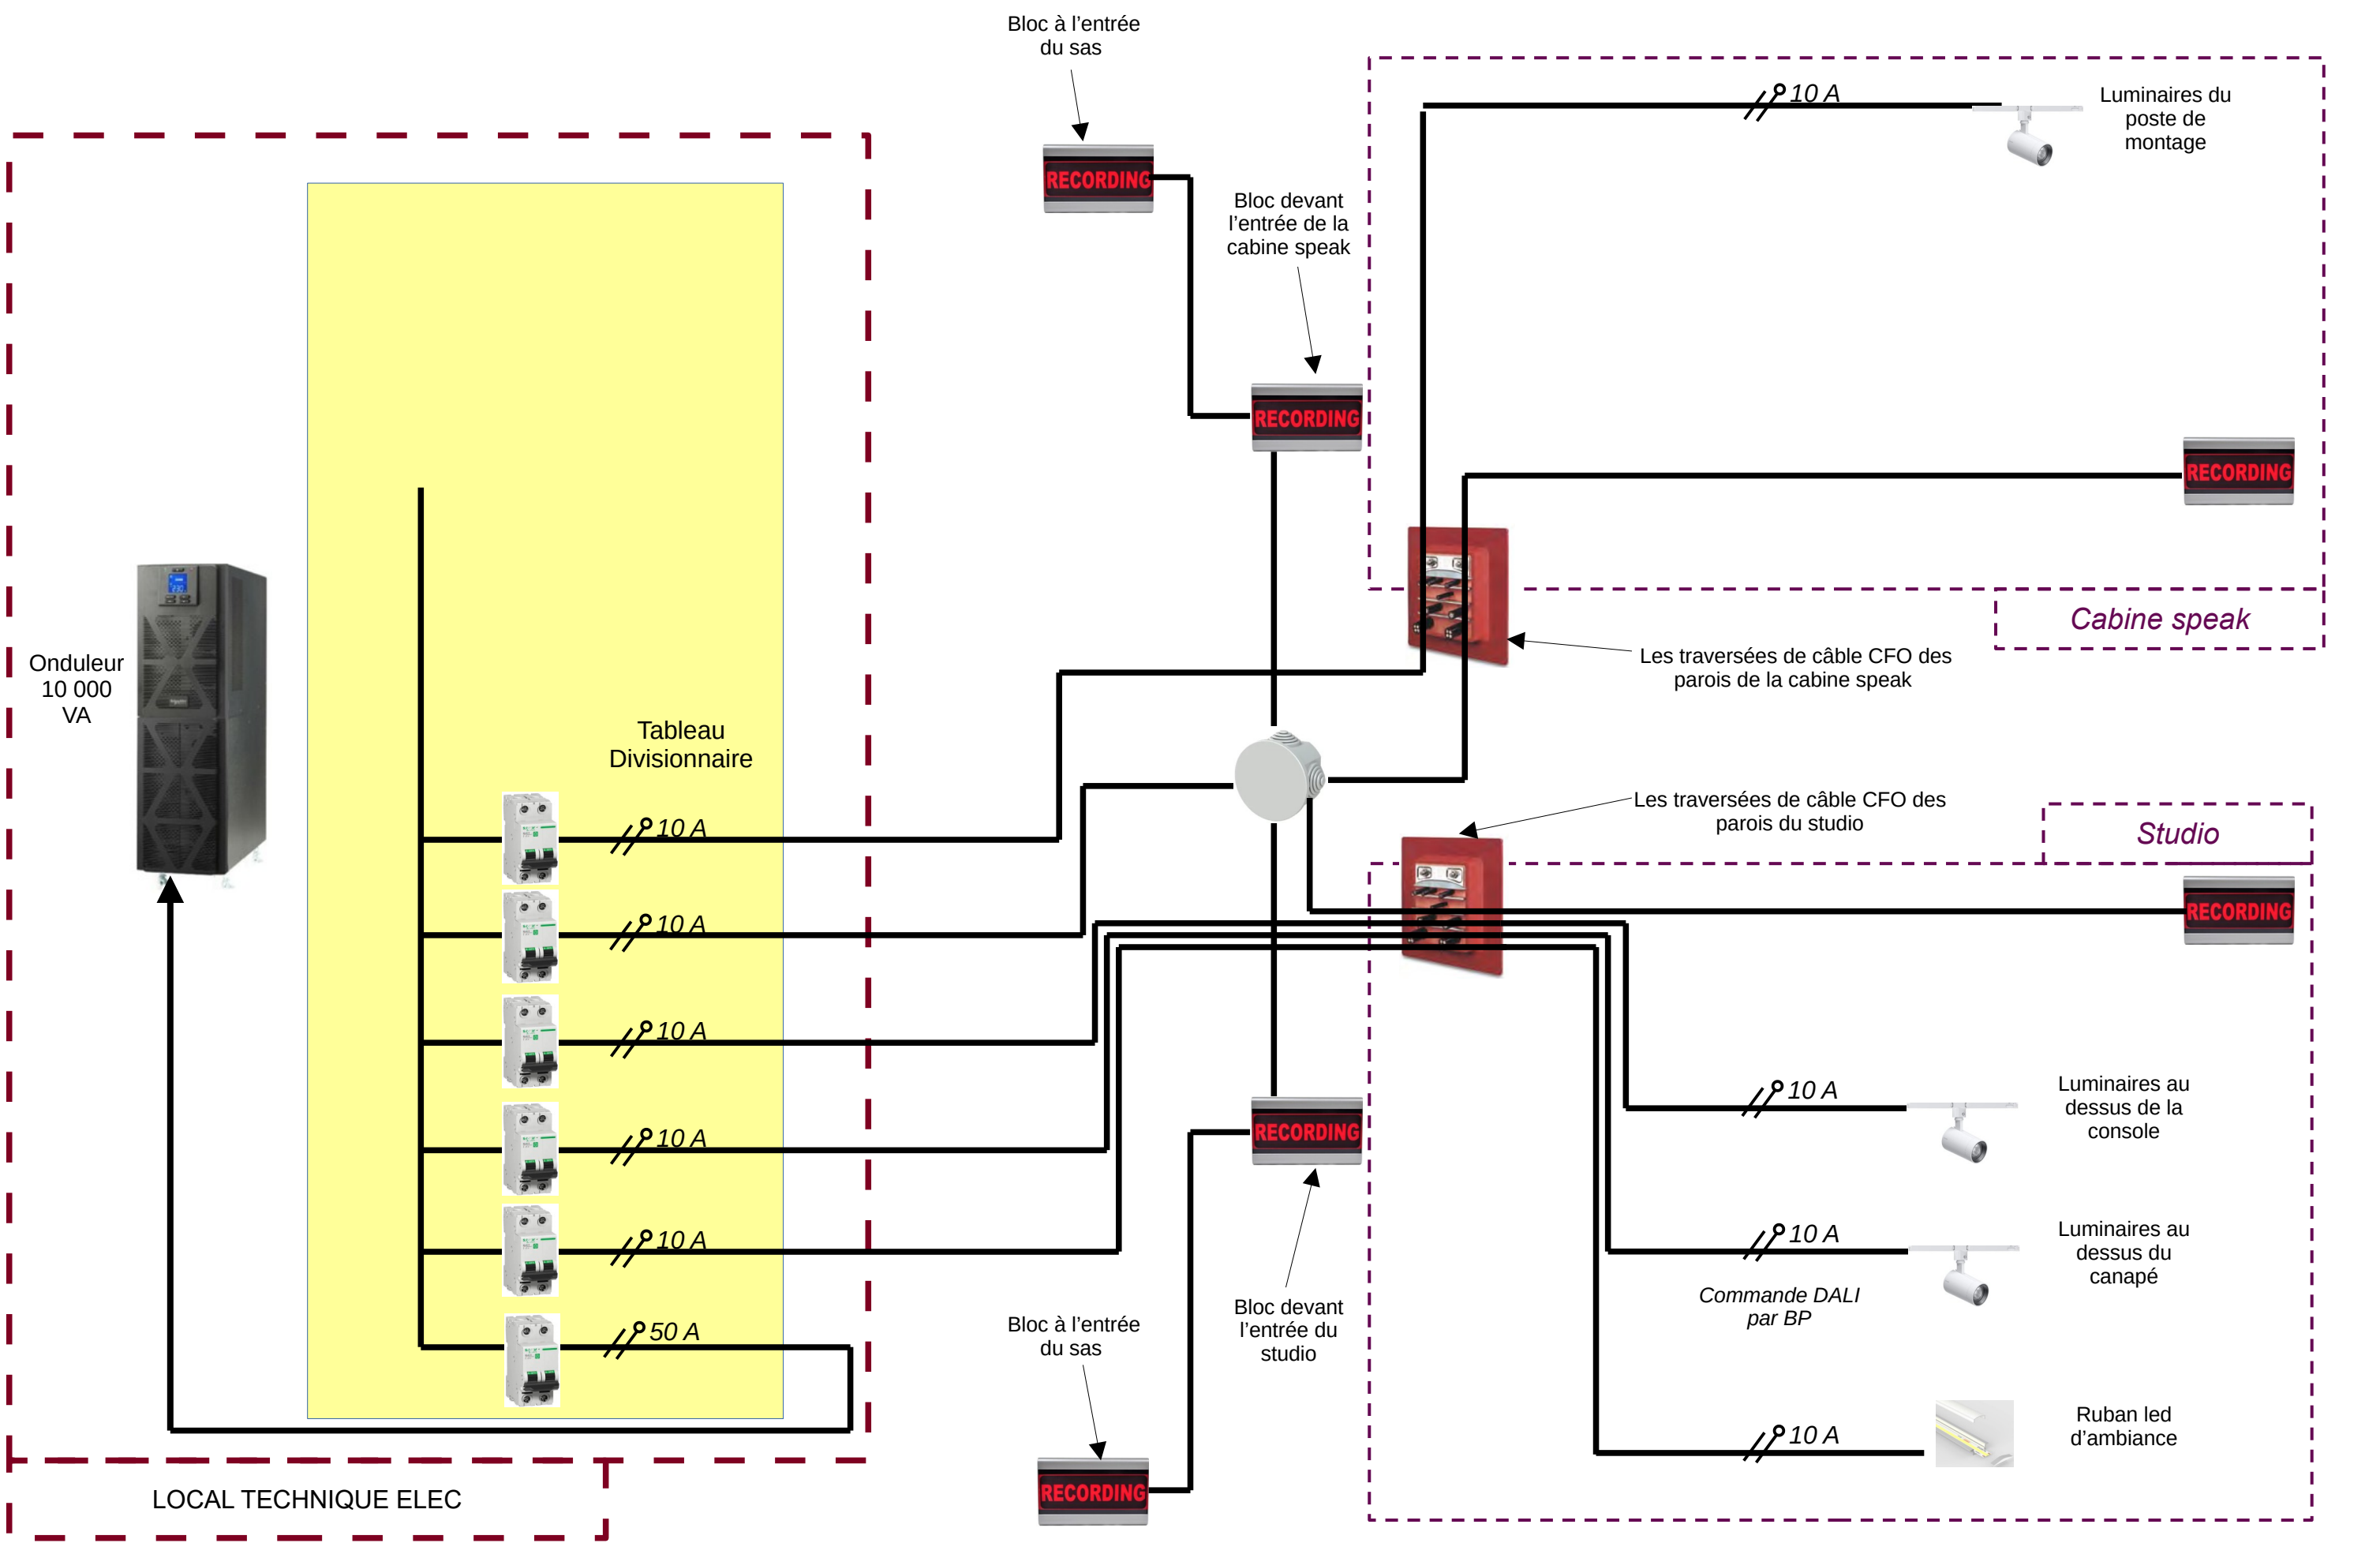 Bloc à l’entrée
du sas
RECORDING
Bloc devant
l’entrée de la
cabine speak
RECORDING
10 A
Luminaires du
poste de
montage
RECORDING
Cabine speak
Les traversées de câble CFO des
parois de la cabine speak
Onduleur
10 000
VA
Tableau
Divisionnaire
10 A
10 A
10 A
10 A
10 A
50 A
Les traversées de câble CFO des
parois du studio
Studio
RECORDING
RECORDING
10 A
Luminaires au
dessus de la
console
10 A
Luminaires au
dessus du
canapé
Commande DALI
par BP
Bloc devant
l’entrée du
studio
Bloc à l’entrée
du sas
RECORDING
10 A
Ruban led
d’ambiance
LOCAL TECHNIQUE ELEC